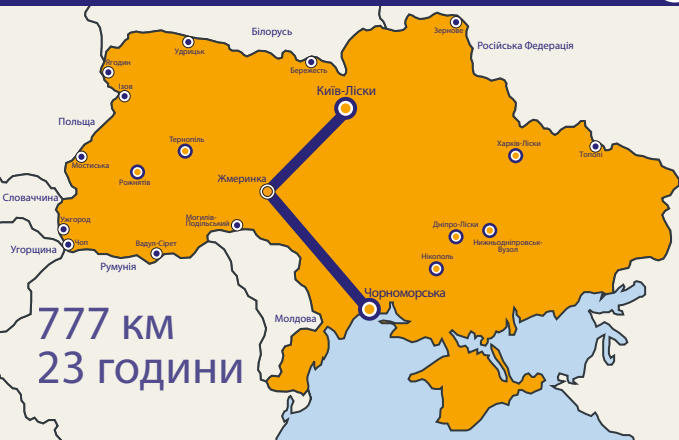 Білорусь
Зернове
Російська Федерація
Удрицьк
Ягодин
Бережесть
Ізов
Київ-Ліски
Польща
Тернопіль
Харків-Ліски
Тополі
Мостиська
Рожнятів
Жмеринка
Словаччина
Ужгород
Могилів-
Подільський
Дніпро-Ліски
Чоп
Вадул-Сірет
Нижньодніпровськ-
Вузол
Угорщина
Румунія
Нікополь
Чорноморська
Молдова
777 км
23 години